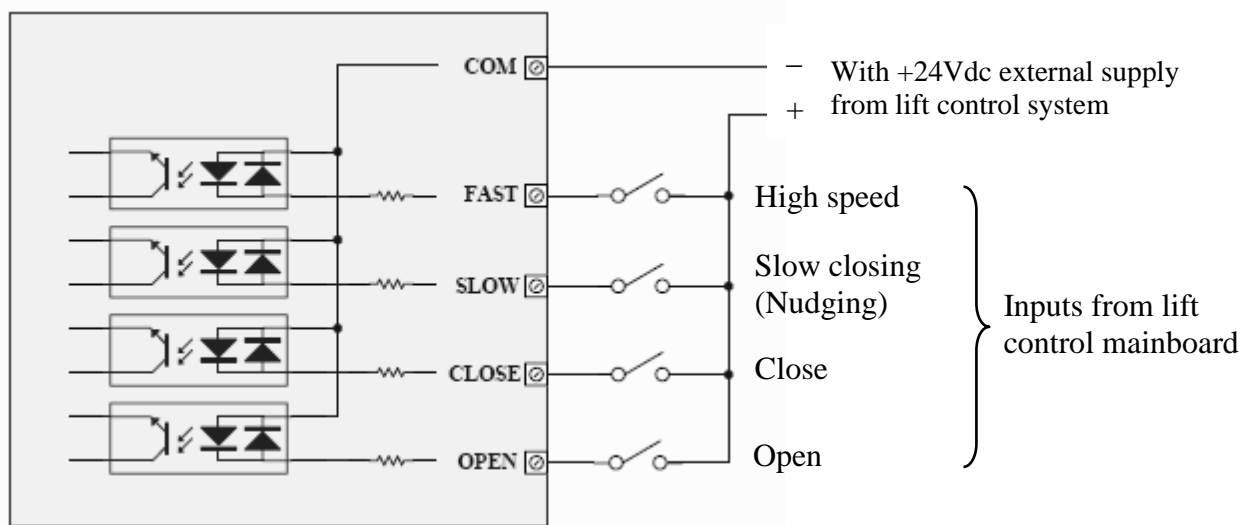 COM
−
With +24Vdc external supply
+
from lift control system
FAST
High speed
SLOW
Slow closing
(Nudging)
Inputs from lift
control mainboard
CLOSE
Close
OPEN
Open